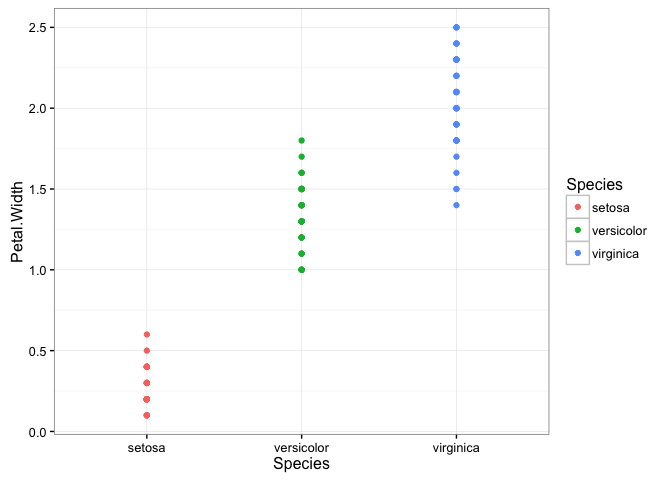 2.5
2.0
1.5
1.0
0.5
0.0
Petal.Width
setosa
versicolor
virginica
Species
Species
setosa
versicolor
virginica